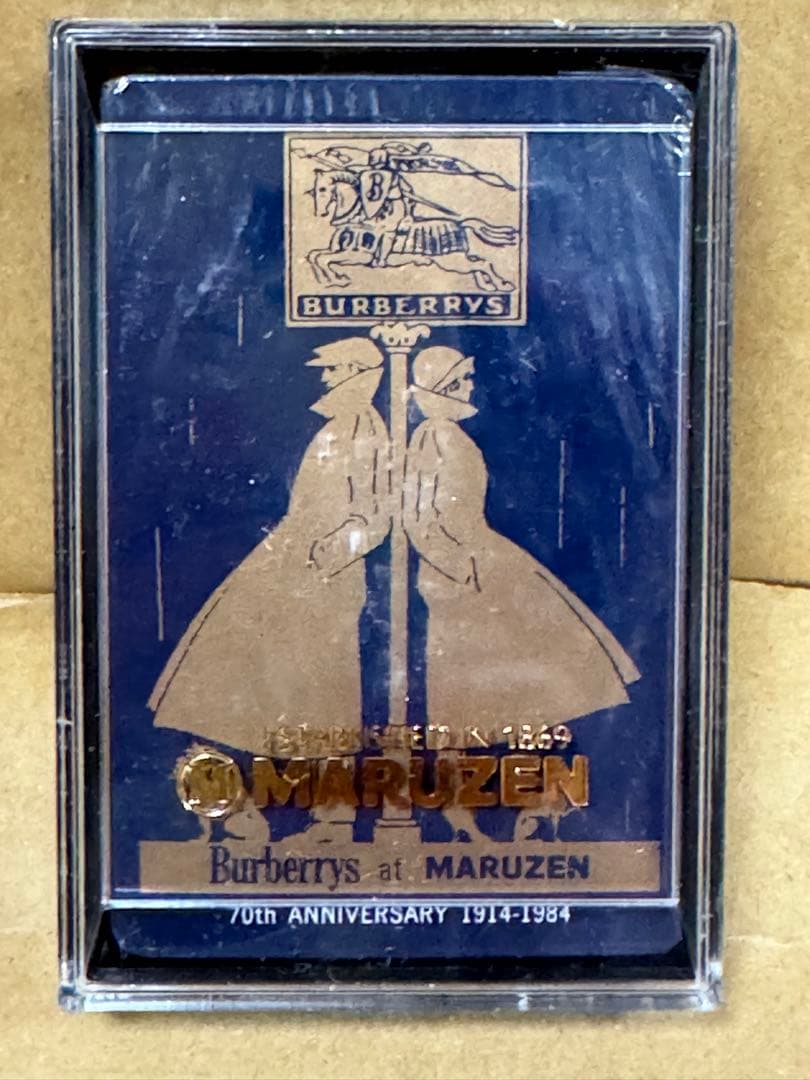 B
BURBERRYS
ESTABLISHED IN 1869
M MARUZEN
Burberrys at MARUZEN
70th ANNIVERSARY 1914-1984